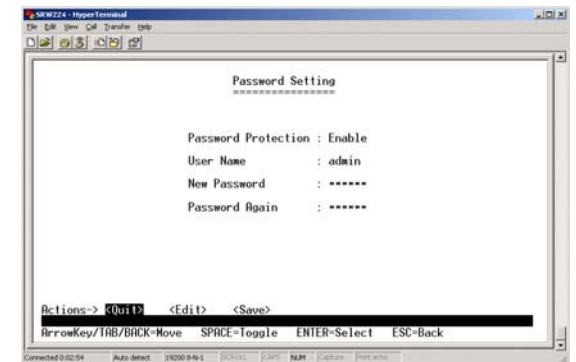 SRW224 - HyperTerminal
File Edit View Call Transfer Help
Password Setting
================
Password Protection : Enable
User Name : admin
New Password : ******
Password Again : ******
Actions-> <Quit> <Edit> <Save>
ArrowKey/TAB/BACK=Move SPACE=Toggle ENTER=Select ESC=Back
Connected 0:02:54 Auto detect 19200 8-N-1 SCROLL CAPS NUM Capture Print echo